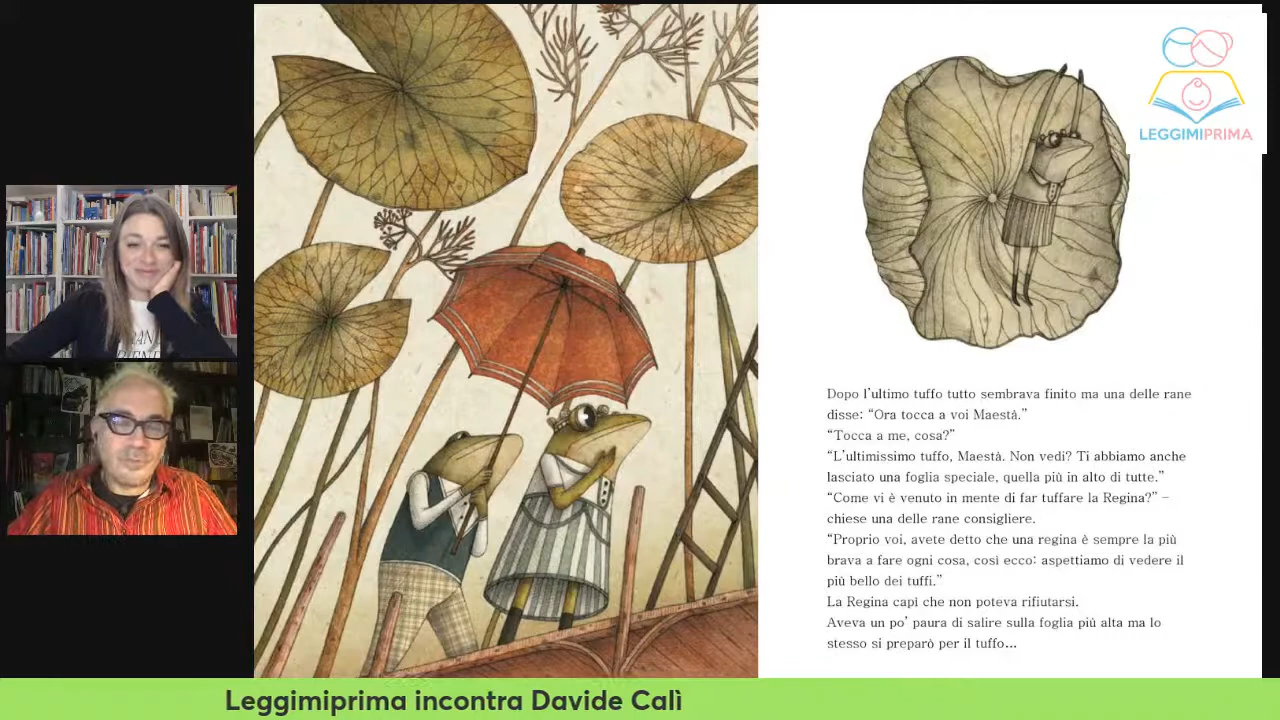 LEGGIMIPRIMA
Dopo l'ultimo tuffo tutto sembrava finito ma una delle rane
disse: “Ora tocca a voi Maestà.”
“Tocca a me, cosa?”
“L'ultimissimo tuffo, Maestà. Non vedi? Ti abbiamo anche
lasciato una foglia speciale, quella più in alto di tutte.”
“Come vi è venuto in mente di far tuffare la Regina?” –
chiese una delle rane consigliere.
“Proprio voi, avete detto che una regina è sempre la più
brava a fare ogni cosa, così ecco: aspettiamo di vedere il
più bello dei tuffi.”
La Regina capì che non poteva rifiutarsi.
Aveva un po' paura di salire sulla foglia più alta ma lo
stesso si preparò per il tuffo...
Leggimiprima incontra Davide Calì